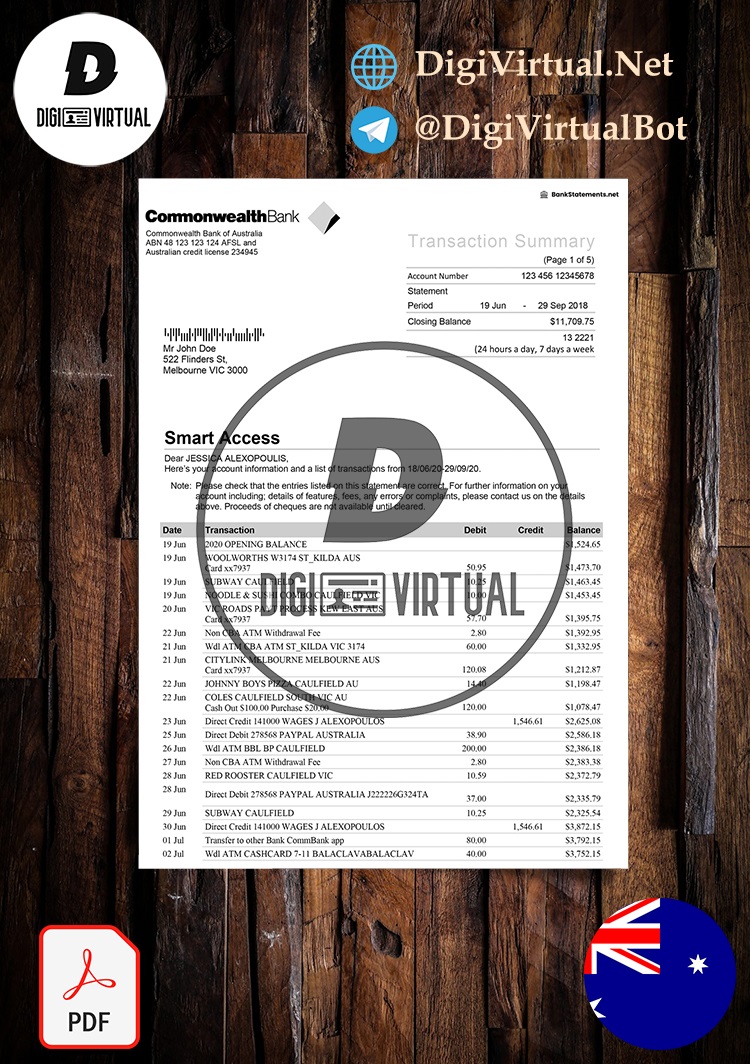 D
DIGI VIRTUAL
DigiVirtual.Net
@DigiVirtualBot
BankStatements.net
CommonwealthBank
Commonwealth Bank of Australia
ABN 48 123 123 124 AFSL and
Australian credit license 234945
Transaction Summary
(Page 1 of 5)
Account Number 123 456 12345678
Statement
Period 19 Jun - 29 Sep 2018
Closing Balance $11,709.75
13 2221
(24 hours a day, 7 days a week
Mr John Doe
522 Flinders St,
Melbourne VIC 3000
Smart Access
Dear JESSICA ALEXOPOULIS,
Here's your account information and a list of transactions from 18/06/20-29/09/20.
Note: Please check that the entries listed on this statement are correct. For further information on your
account including; details of features, fees, any errors or complaints, please contact us on the details
above. Proceeds of cheques are not available until cleared.
Date Transaction Debit Credit Balance
19 Jun 2020 OPENING BALANCE $1,524.65
19 Jun WOOLWORTHS W3174 ST_KILDA AUS
Card xx7937 50.95 $1,473.70
19 Jun SUBWAY CAULFIELD 10.25 $1,463.45
19 Jun NOODLE & SUSHI COMBO CAULFIELD VIC 10.00 $1,453.45
20 Jun VIC ROADS PAY PROCESS KEW EAST AUS
Card xx7937 57.70 $1,395.75
22 Jun Non CBA ATM Withdrawal Fee 2.80 $1,392.95
21 Jun Wdl ATM CBA ATM ST_KILDA VIC 3174 60.00 $1,332.95
21 Jun CITYLINK MELBOURNE MELBOURNE AUS
Card xx7937 120.08 $1,212.87
22 Jun JOHNNY BOYS PIZZA CAULFIELD AU 14.40 $1,198.47
22 Jun COLES CAULFIELD SOUTH VIC AU
Cash Out $100.00 Purchase $20.00 120.00 $1,078.47
23 Jun Direct Credit 141000 WAGES J ALEXOPOULOS 1,546.61 $2,625.08
25 Jun Direct Debit 278568 PAYPAL AUSTRALIA 38.90 $2,586.18
26 Jun Wdl ATM BBL BP CAULFIELD 200.00 $2,386.18
27 Jun Non CBA ATM Withdrawal Fee 2.80 $2,383.38
28 Jun RED ROOSTER CAULFIELD VIC 10.59 $2,372.79
28 Jun
Direct Debit 278568 PAYPAL AUSTRALIA J222226G324TA 37.00 $2,335.79
29 Jun SUBWAY CAULFIELD 10.25 $2,325.54
30 Jun Direct Credit 141000 WAGES J ALEXOPOULOS 1,546.61 $3,872.15
01 Jul Transfer to other Bank CommBank app 80.00 $3,792.15
02 Jul Wdl ATM CASHCARD 7-11 BALACLAVABALACLAV 40.00 $3,752.15
D
DIGI VIRTUAL
PDF